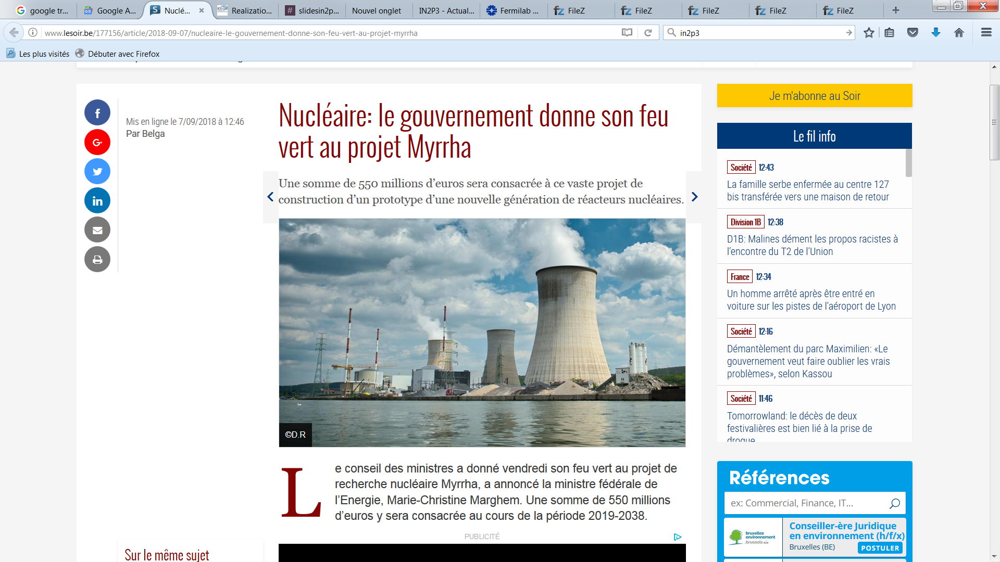 google tr...
Google A...
Nuclé...
Realizatio...
slidesin2p...
Nouvel onglet
IN2P3 - Actual...
Fermilab ...
FileZ
FileZ
FileZ
FileZ
FileZ
www.lesoir.be/177156/article/2018-09-07/nucleaire-le-gouvernement-donne-son-feu-vert-au-projet-myrrha
in2p3
Les plus visités
Débuter avec Firefox
Mis en ligne le 7/09/2018 à 12:46
Par Belga
Nucléaire: le gouvernement donne son feu
vert au projet Myrrha
Une somme de 550 millions d’euros sera consacrée à ce vaste projet de
construction d’un prototype d’une nouvelle génération de réacteurs nucléaires.
©D.R
Le conseil des ministres a donné vendredi son feu vert au projet de
recherche nucléaire Myrrha, a annoncé la ministre fédérale de
l’Energie, Marie-Christine Marghem. Une somme de 550 millions
d’euros y sera consacrée au cours de la période 2019-2038.
PUBLICITÉ
Sur le même sujet
Je m'abonne au Soir
Le fil info
Société 12:43
La famille serbe enfermée au centre 127
bis transférée vers une maison de retour
Division 1B 12:38
D1B: Malines dément les propos racistes à
l’encontre du T2 de l’Union
France 12:34
Un homme arrêté après être entré en
voiture sur les pistes de l’aéroport de Lyon
Société 12:16
Démantèlement du parc Maximilien: «Le
gouvernement veut faire oublier les vrais
problèmes», selon Kassou
Société 11:46
Tomorrowland: le décès de deux
festivalières est bien lié à la prise de
drogue
Références
ex: Commercial, Finance, IT...
bruxelles
environnement
.brussels
Conseiller-ère Juridique
en environnement (h/f/x)
Bruxelles (BE)
POSTULER